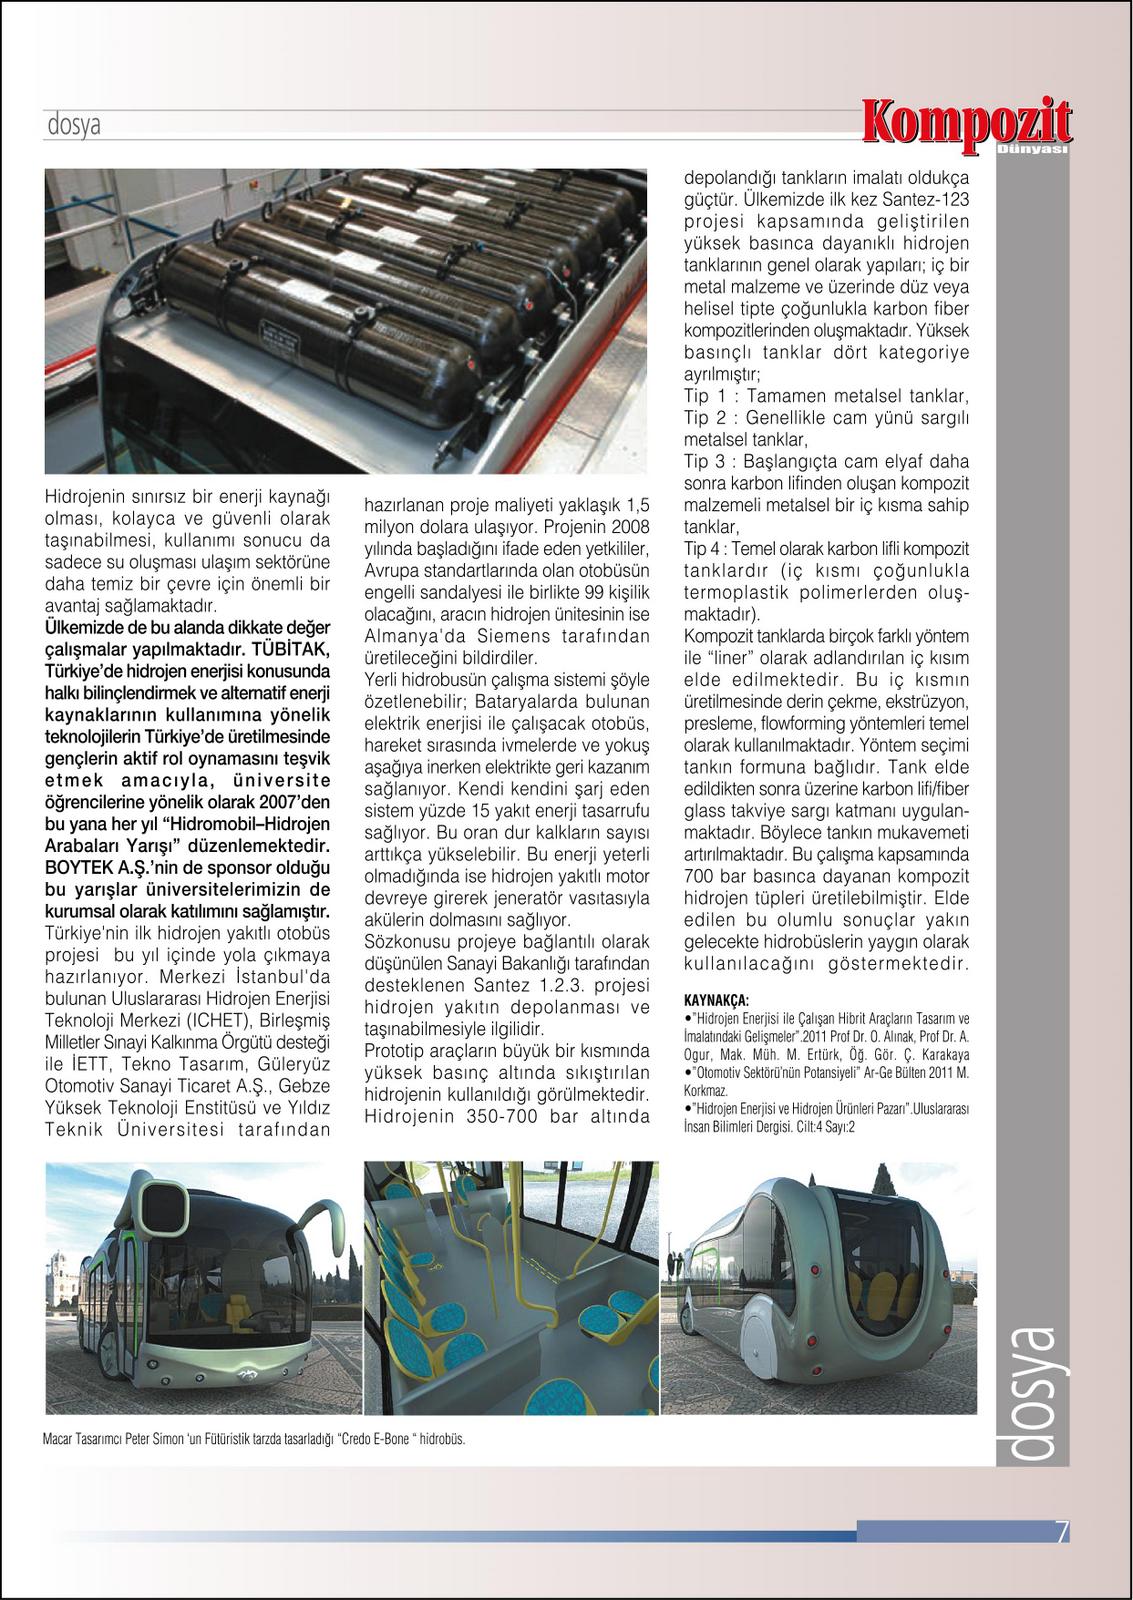 dosya
Kompozit
Dünyası
Hidrojenin sınırsız bir enerji kaynağı
olması, kolayca ve güvenli olarak
taşınabilmesi, kullanımı sonucu da
sadece su oluşması ulaşım sektörüne
daha temiz bir çevre için önemli bir
avantaj sağlamaktadır.
Ülkemizde de bu alanda dikkate değer
çalışmalar yapılmaktadır. TÜBİTAK,
Türkiye'de hidrojen enerjisi konusunda
halkı bilinçlendirmek ve alternatif enerji
kaynaklarının kullanımına yönelik
teknolojilerin Türkiye'de üretilmesinde
gençlerin aktif rol oynamasını teşvik
etmek amacıyla, üniversite
öğrencilerine yönelik olarak 2007'den
bu yana her yıl “Hidromobil–Hidrojen
Arabaları Yarışı” düzenlemektedir.
BOYTEK A.Ş.'nin de sponsor olduğu
bu yarışlar üniversitelerimizin de
kurumsal olarak katılımını sağlamıştır.
Türkiye'nin ilk hidrojen yakıtlı otobüs
projesi bu yıl içinde yola çıkmaya
hazırlanıyor. Merkezi İstanbul'da
bulunan Uluslararası Hidrojen Enerjisi
Teknoloji Merkezi (ICHET), Birleşmiş
Milletler Sınayi Kalkınma Örgütü desteği
ile İETT, Tekno Tasarım, Güleryüz
Otomotiv Sanayi Ticaret A.Ş., Gebze
Yüksek Teknoloji Enstitüsü ve Yıldız
Teknik Üniversitesi tarafından
hazırlanan proje maliyeti yaklaşık 1,5
milyon dolara ulaşıyor. Projenin 2008
yılında başladığını ifade eden yetkililer,
Avrupa standartlarında olan otobüsün
engelli sandalyesi ile birlikte 99 kişilik
olacağını, aracın hidrojen ünitesinin ise
Almanya'da Siemens tarafından
üretileceğini bildirdiler.
Yerli hidrobusün çalışma sistemi şöyle
özetlenebilir; Bataryalarda bulunan
elektrik enerjisi ile çalışacak otobüs,
hareket sırasında ivmelerde ve yokuş
aşağıya inerken elektrikte geri kazanım
sağlanıyor. Kendi kendini şarj eden
sistem yüzde 15 yakıt enerji tasarrufu
sağlıyor. Bu oran dur kalkların sayısı
arttıkça yükselebilir. Bu enerji yeterli
olmadığında ise hidrojen yakıtlı motor
devreye girerek jeneratör vasıtasıyla
akülerin dolmasını sağlıyor.
Sözkonusu projeye bağlantılı olarak
düşünülen Sanayi Bakanlığı tarafından
desteklenen Santez 1.2.3. projesi
hidrojen yakıtın depolanması ve
taşınabilmesiyle ilgilidir.
Prototip araçların büyük bir kısmında
yüksek basınç altında sıkıştırılan
hidrojenin kullanıldığı görülmektedir.
Hidrojenin 350-700 bar altında
depolandığı tankların imalatı oldukça
güçtür. Ülkemizde ilk kez Santez-123
projesi kapsamında geliştirilen
yüksek basınca dayanıklı hidrojen
tanklarının genel olarak yapıları; iç bir
metal malzeme ve üzerinde düz veya
helisel tipte çoğunlukla karbon fiber
kompozitlerinden oluşmaktadır. Yüksek
basınçlı tanklar dört kategoriye
ayrılmıştır;
Tip 1 : Tamamen metalsel tanklar,
Tip 2 : Genellikle cam yünü sargılı
metalsel tanklar,
Tip 3 : Başlangıçta cam elyaf daha
sonra karbon lifinden oluşan kompozit
malzemeli metalsel bir iç kısma sahip
tanklar,
Tip 4 : Temel olarak karbon lifli kompozit
tanklardır (iç kısmı çoğunlukla
termoplastik polimerlerden oluş-
maktadır).
Kompozit tanklarda birçok farklı yöntem
ile “liner” olarak adlandırılan iç kısım
elde edilmektedir. Bu iç kısmın
üretilmesinde derin çekme, ekstrüzyon,
presleme, flowforming yöntemleri temel
olarak kullanılmaktadır. Yöntem seçimi
tankın formuna bağlıdır. Tank elde
edildikten sonra üzerine karbon lifi/fiber
glass takviye sargı katmanı uygulan-
maktadır. Böylece tankın mukavemeti
artırılmaktadır. Bu çalışma kapsamında
700 bar basınca dayanan kompozit
hidrojen tüpleri üretilebilmiştir. Elde
edilen bu olumlu sonuçlar yakın
gelecekte hidrobüslerin yaygın olarak
kullanılacağını göstermektedir.
KAYNAKÇA:
●”Hidrojen Enerjisi ile Çalışan Hibrit Araçların Tasarım ve
İmalatındaki Gelişmeler”.2011 Prof Dr. O. Alınak, Prof Dr. A.
Ogur, Mak. Müh. M. Ertürk, Öğ. Gör. Ç. Karakaya
●”Otomotiv Sektörü'nün Potansiyeli” Ar-Ge Bülten 2011 M.
Korkmaz.
●”Hidrojen Enerjisi ve Hidrojen Ürünleri Pazarı”.Uluslararası
İnsan Bilimleri Dergisi. Cilt:4 Sayı:2
Macar Tasarımcı Peter Simon ‘un Fütüristik tarzda tasarladığı “Credo E-Bone “ hidrobüs.
dosya
7